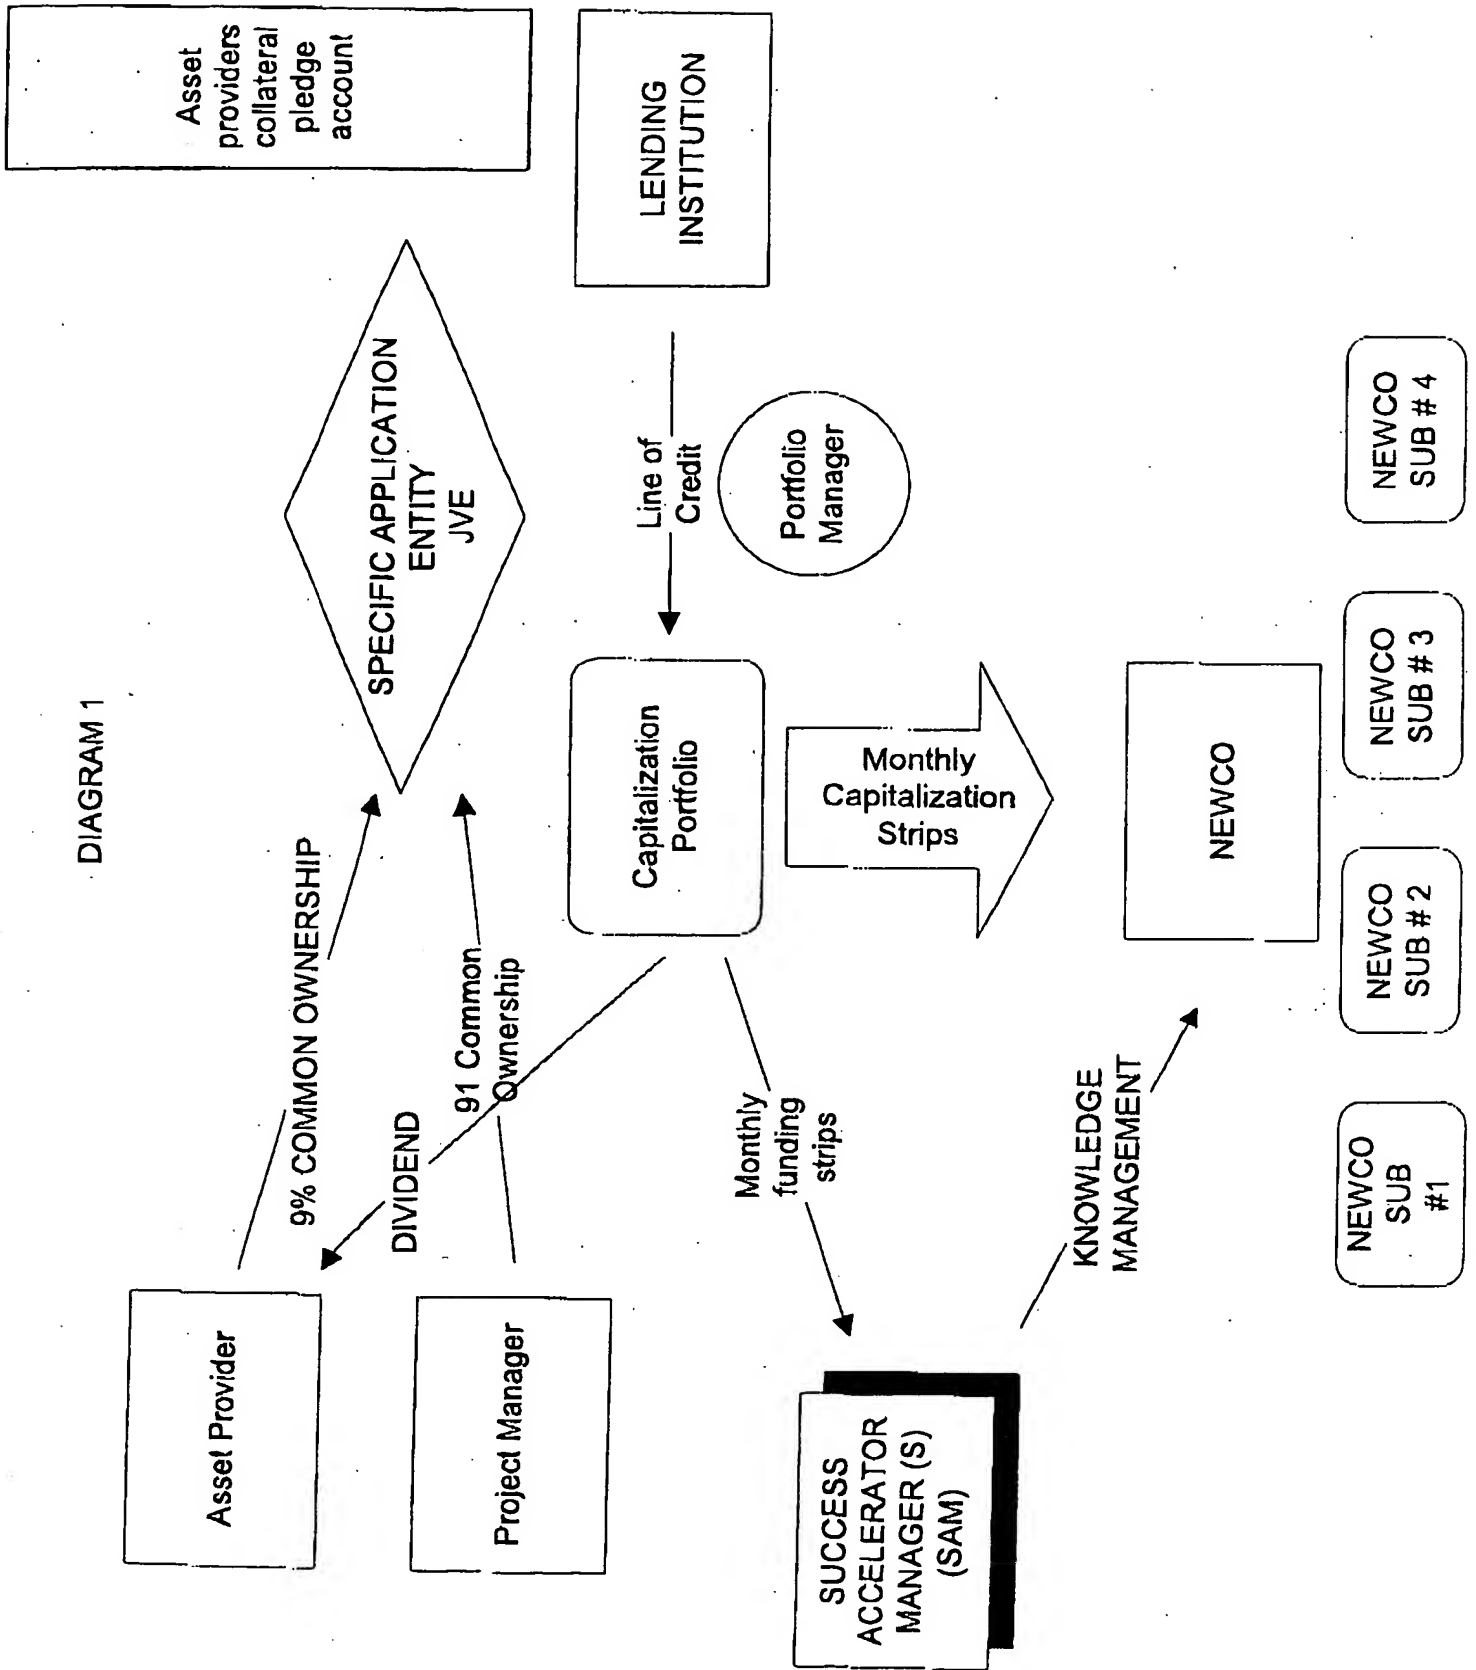 DIAGRAM 1
Asset Provider
9% COMMON OWNERSHIP
SPECIFIC APPLICATION
ENTITY
JVE
Asset
providers
collateral
pledge
account
Project Manager
DIVIDEND
91 Common
Ownership
Capitalization
Portfolio
Line of
Credit
LENDING
INSTITUTION
Portfolio
Manager
SUCCESS
ACCELERATOR
MANAGER (S)
(SAM)
Monthly
funding
strips
Monthly
Capitalization
Strips
KNOWLEDGE
MANAGEMENT
NEWCO
NEWCO
SUB
#1
NEWCO
SUB # 2
NEWCO
SUB # 3
NEWCO
SUB # 4